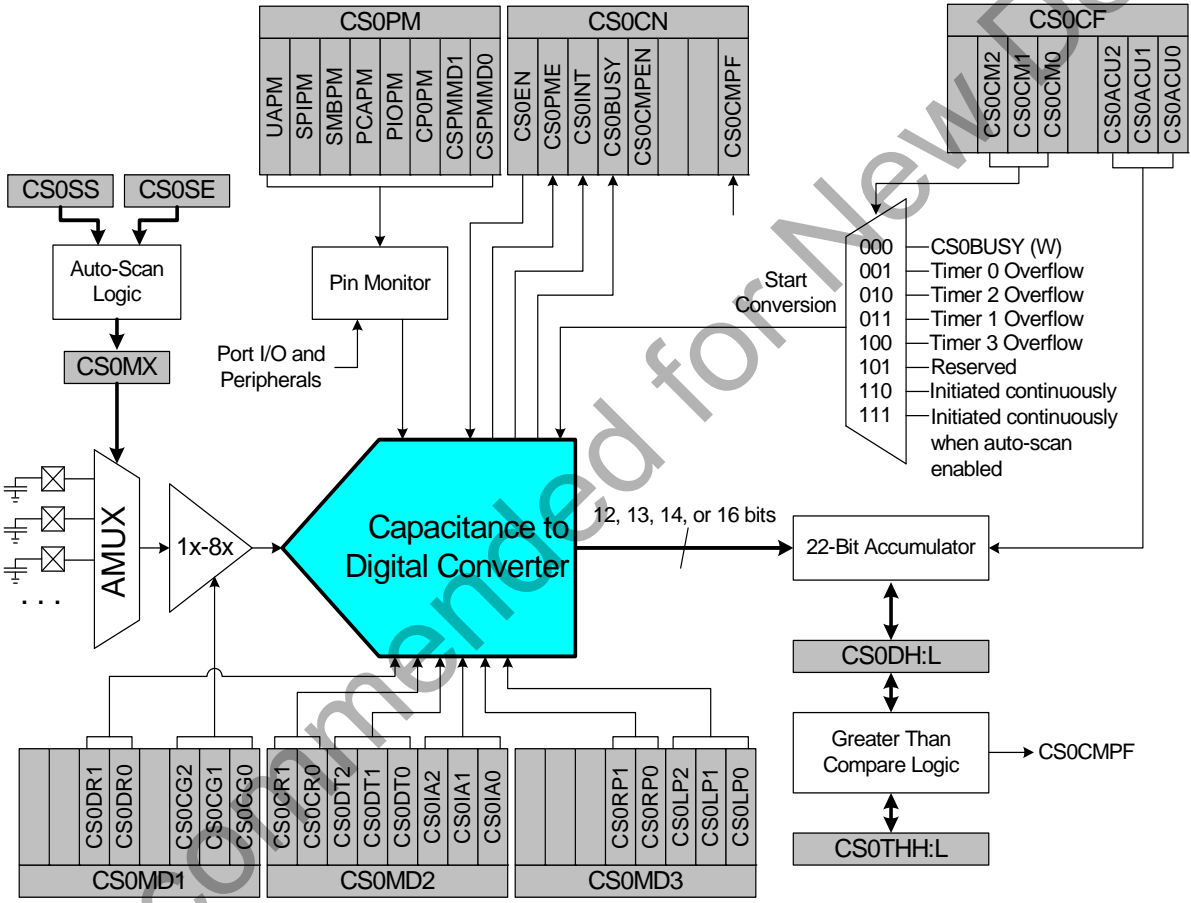 CS0PM
UAPM
SPIPM
SMBPM
PCAPM
PIOPM
CP0PM
CSPMMD1
CSPMMD0
CS0CN
CS0EN
CS0PME
CS0INT
CS0BUSY
CS0CMPEN
CS0CMPF
CS0CF
CS0CM2
CS0CM1
CS0CM0
CS0ACU2
CS0ACU1
CS0ACU0
CS0SS
CS0SE
Auto-Scan
Logic
CS0MX
Pin Monitor
Port I/O and
Peripherals
Start
Conversion
000 CS0BUSY (W)
001 Timer 0 Overflow
010 Timer 2 Overflow
011 Timer 1 Overflow
100 Timer 3 Overflow
101 Reserved
110 Initiated continuously
111 Initiated continuously
when auto-scan
enabled
AMUX
. . .
1x-8x
Capacitance to
Digital Converter
12, 13, 14, or 16 bits
22-Bit Accumulator
CS0DH:L
Greater Than
Compare Logic
CS0CMPF
CS0THH:L
CS0DR1
CS0DR0
CS0CG2
CS0CG1
CS0CG0
CS0MD1
CS0CR1
CS0CR0
CS0DT2
CS0DT1
CS0DT0
CS0IA2
CS0IA1
CS0IA0
CS0MD2
CS0RP1
CS0RP0
CS0LP2
CS0LP1
CS0LP0
CS0MD3
commended for New De